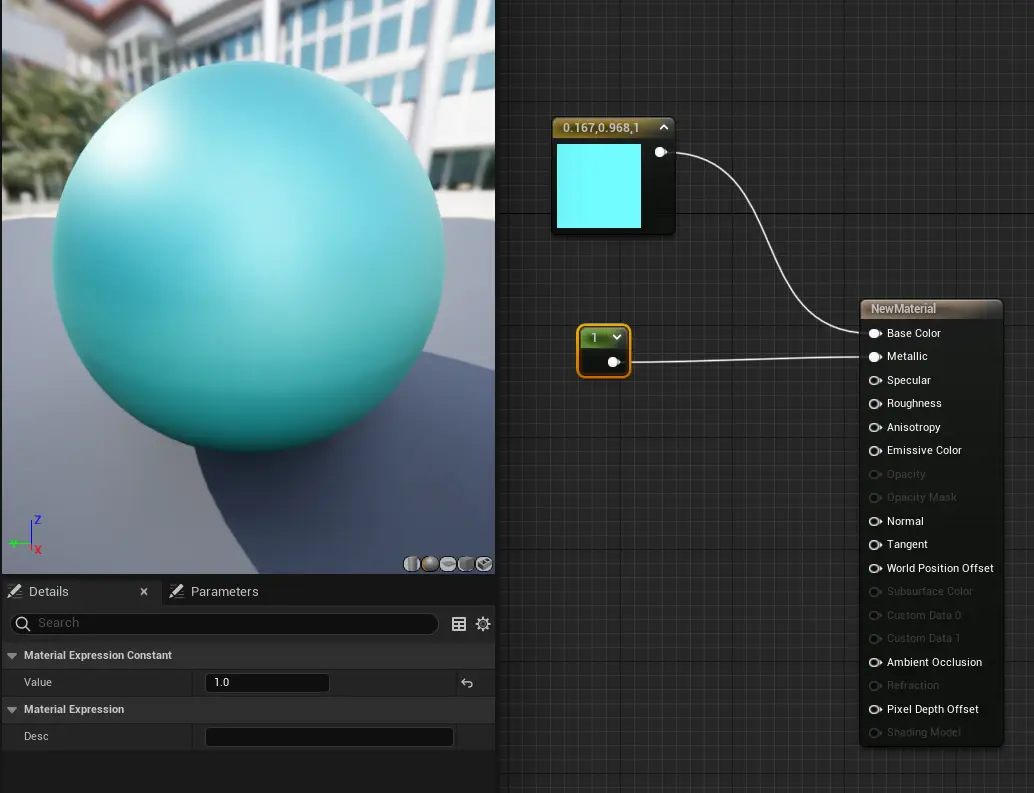 0.167,0.968,1
1
NewMaterial
Base Color
Metallic
Specular
Roughness
Anisotropy
Emissive Color
Opacity
Opacity Mask
Normal
Tangent
World Position Offset
Subsurface Color
Custom Data 0
Custom Data 1
Ambient Occlusion
Refraction
Pixel Depth Offset
Shading Model
Z
Y
X
Details
Parameters
Search
Material Expression Constant
Value 1.0
Material Expression
Desc